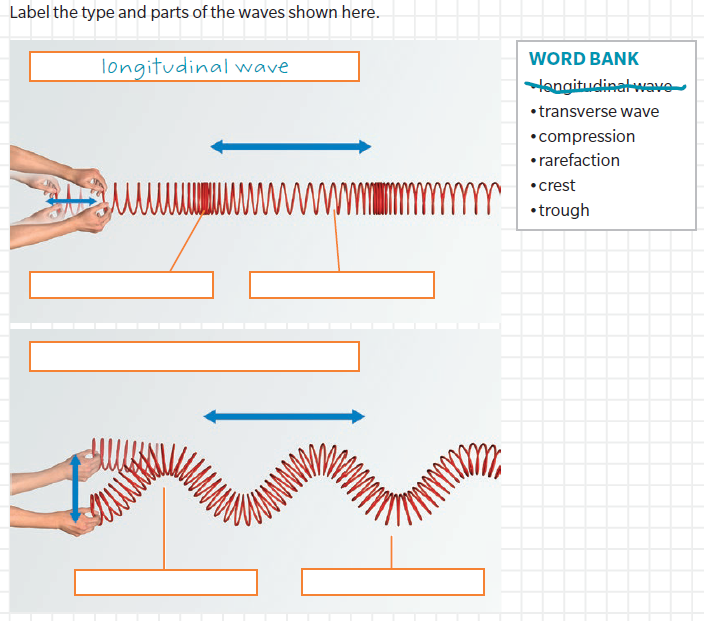 Label the type and parts of the waves shown here.
longitudinal wave
WORD BANK
•longitudinal wave
•transverse wave
•compression
•rarefaction
•crest
•trough